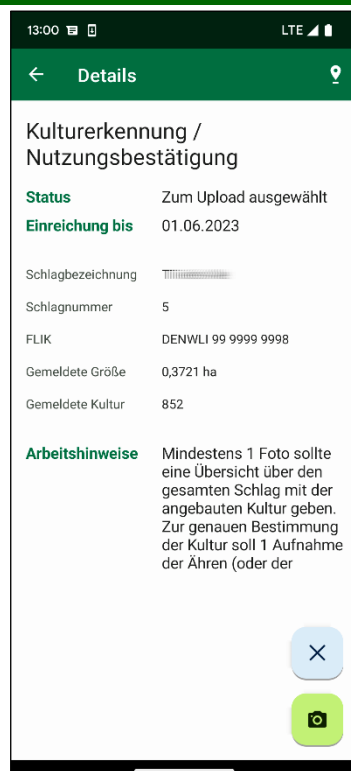 13:00 LTE
Details
Kulturerkennung /
Nutzungsbestätigung
Status Zum Upload ausgewählt
Einreichung bis 01.06.2023
Schlagbezeichnung
Schlagnummer 5
FLIK DENWLI 99 9999 9998
Gemeldete Größe 0,3721 ha
Gemeldete Kultur 852
Arbeitshinweise Mindestens 1 Foto sollte
eine Übersicht über den
gesamten Schlag mit der
angebauten Kultur geben.
Zur genauen Bestimmung
der Kultur soll 1 Aufnahme
der Ähren (oder der